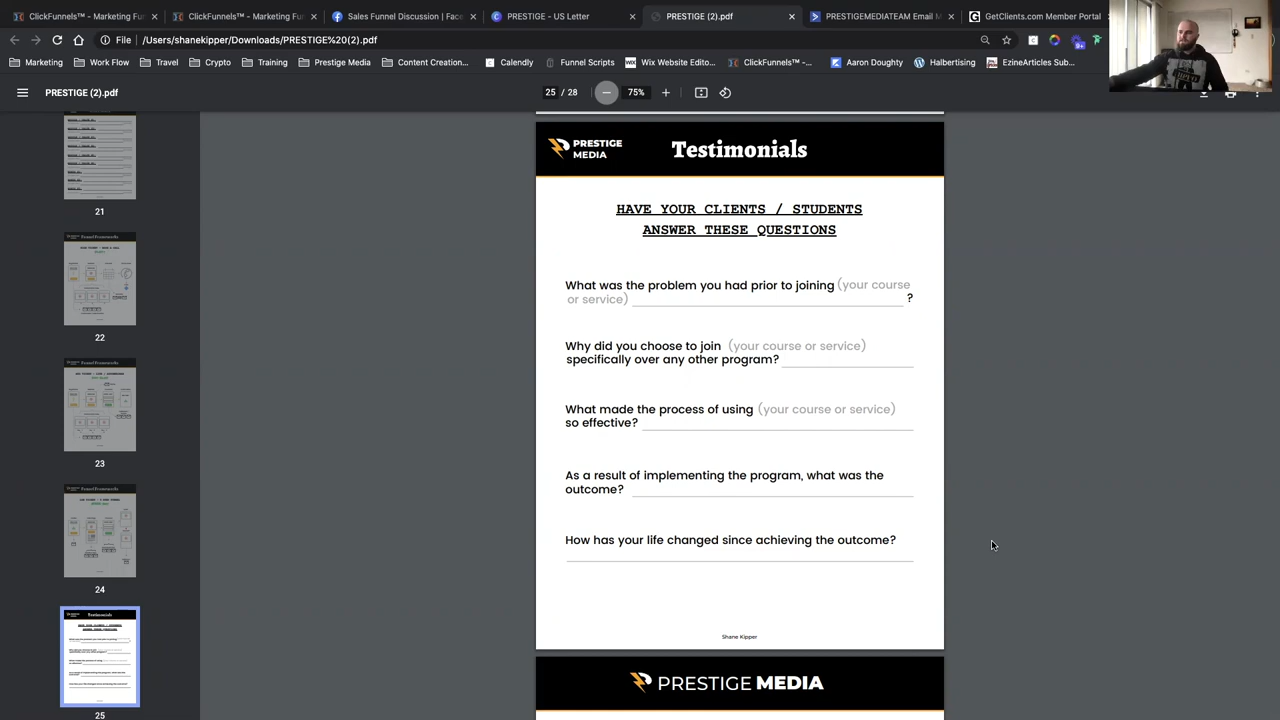 ClickFunnels™ - Marketing Fun
ClickFunnels™ - Marketing Fun
Sales Funnel Discussion | Face
PRESTIGE - US Letter
PRESTIGE (2).pdf
PRESTIGEMEDIATEAM Email M
GetClients.com Member Portal
File
/Users/shanekipper/Downloads/PRESTIGE%20(2).pdf
9+
Marketing
Work Flow
Travel
Crypto
Training
Prestige Media
Content Creation...
Calendly
Funnel Scripts
Wix Website Edito...
ClickFunnels™ -...
Aaron Doughty
Halbertising
EzineArticles Sub...
PRESTIGE (2).pdf
25 / 28
75%
21
22
23
24
Testimonials
25
PRESTIGE
MEDIA
Testimonials
HAVE YOUR CLIENTS / STUDENTS
ANSWER THESE QUESTIONS
What was the problem you had prior to joining (your course
or service) ?
Why did you choose to join (your course or service)
specifically over any other program?
What made the process of using (your course or service)
so effective?
As a result of implementing the program, what was the
outcome?
How has your life changed since achieving the outcome?
Shane Kipper
PRESTIGE MEDIA